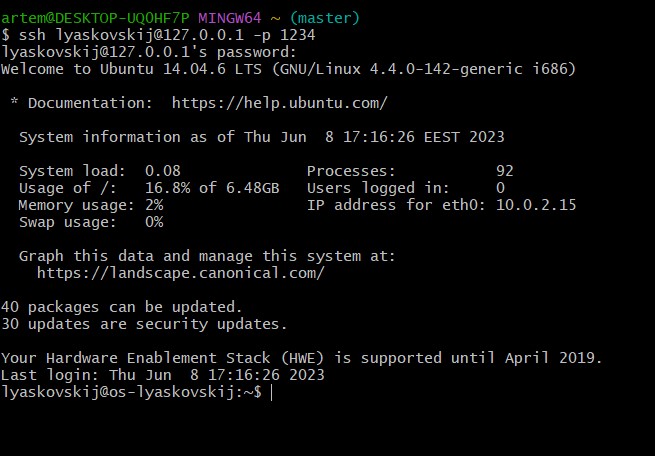 artem@DESKTOP-UQOHF7P MINGW64 ~ (master)
$ ssh lyaskovskij@127.0.0.1 -p 1234
lyaskovskij@127.0.0.1's password:
Welcome to Ubuntu 14.04.6 LTS (GNU/Linux 4.4.0-142-generic i686)

 * Documentation:  https://help.ubuntu.com/

  System information as of Thu Jun  8 17:16:26 EEST 2023

  System load:  0.08              Processes:           92
  Usage of /:   16.8% of 6.48GB   Users logged in:     0
  Memory usage: 2%                IP address for eth0: 10.0.2.15
  Swap usage:   0%

  Graph this data and manage this system at:
    https://landscape.canonical.com/

40 packages can be updated.
30 updates are security updates.

Your Hardware Enablement Stack (HWE) is supported until April 2019.
Last login: Thu Jun  8 17:16:26 2023
lyaskovskij@os-lyaskovskij:~$